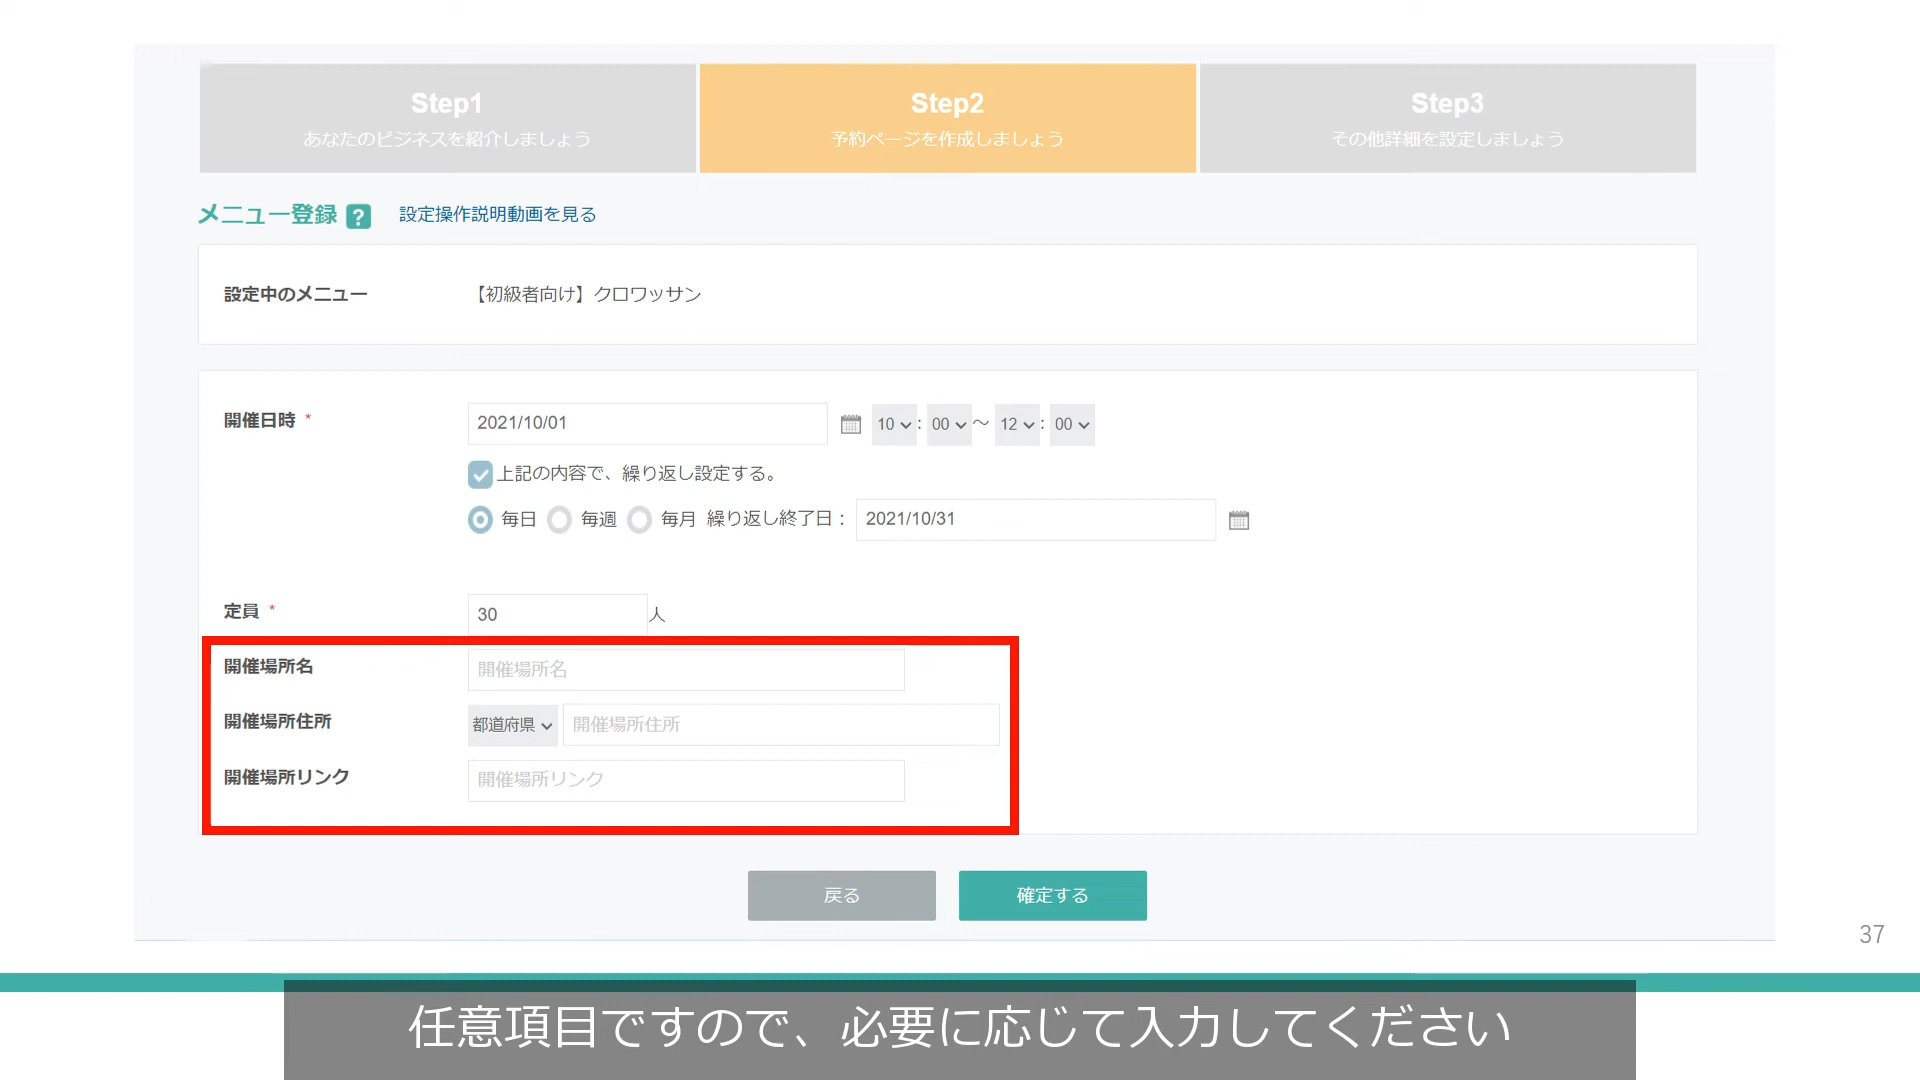 Step1
あなたのビジネスを紹介しましょう
Step2
予約ページを作成しましょう
Step3
その他詳細を設定しましょう
メニュー登録 ? 設定操作説明動画を見る
設定中のメニュー 【初級者向け】クロワッサン
開催日時 * 2021/10/01 10 : 00 ～ 12 : 00
上記の内容で、繰り返し設定する。
毎日 毎週 毎月 繰り返し終了日： 2021/10/31
定員 * 30 人
開催場所名 開催場所名
開催場所住所 都道府県 開催場所住所
開催場所リンク 開催場所リンク
戻る 確定する
37
任意項目ですので、必要に応じて入力してください